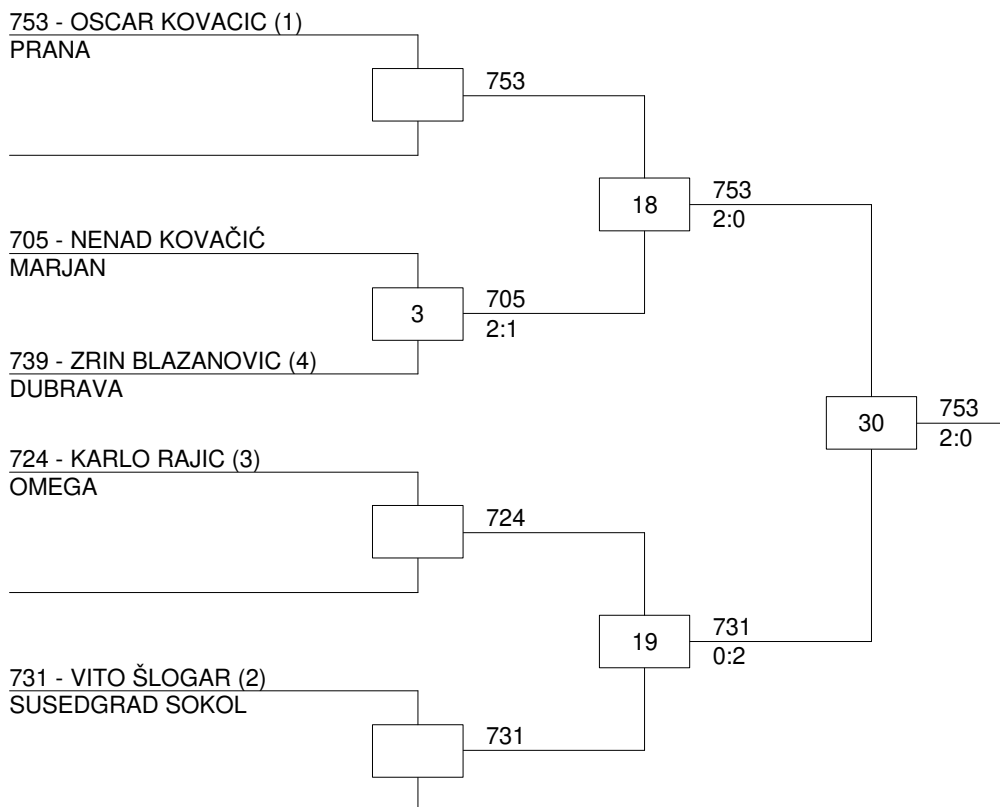 753 - OSCAR KOVACIC (1)
PRANA
753
18
753
2:0
705 - NENAD KOVAČIĆ
MARJAN
3
705
2:1
739 - ZRIN BLAZANOVIC (4)
DUBRAVA
30
753
2:0
724 - KARLO RAJIC (3)
OMEGA
724
19
731
0:2
731 - VITO ŠLOGAR (2)
SUSEDGRAD SOKOL
731